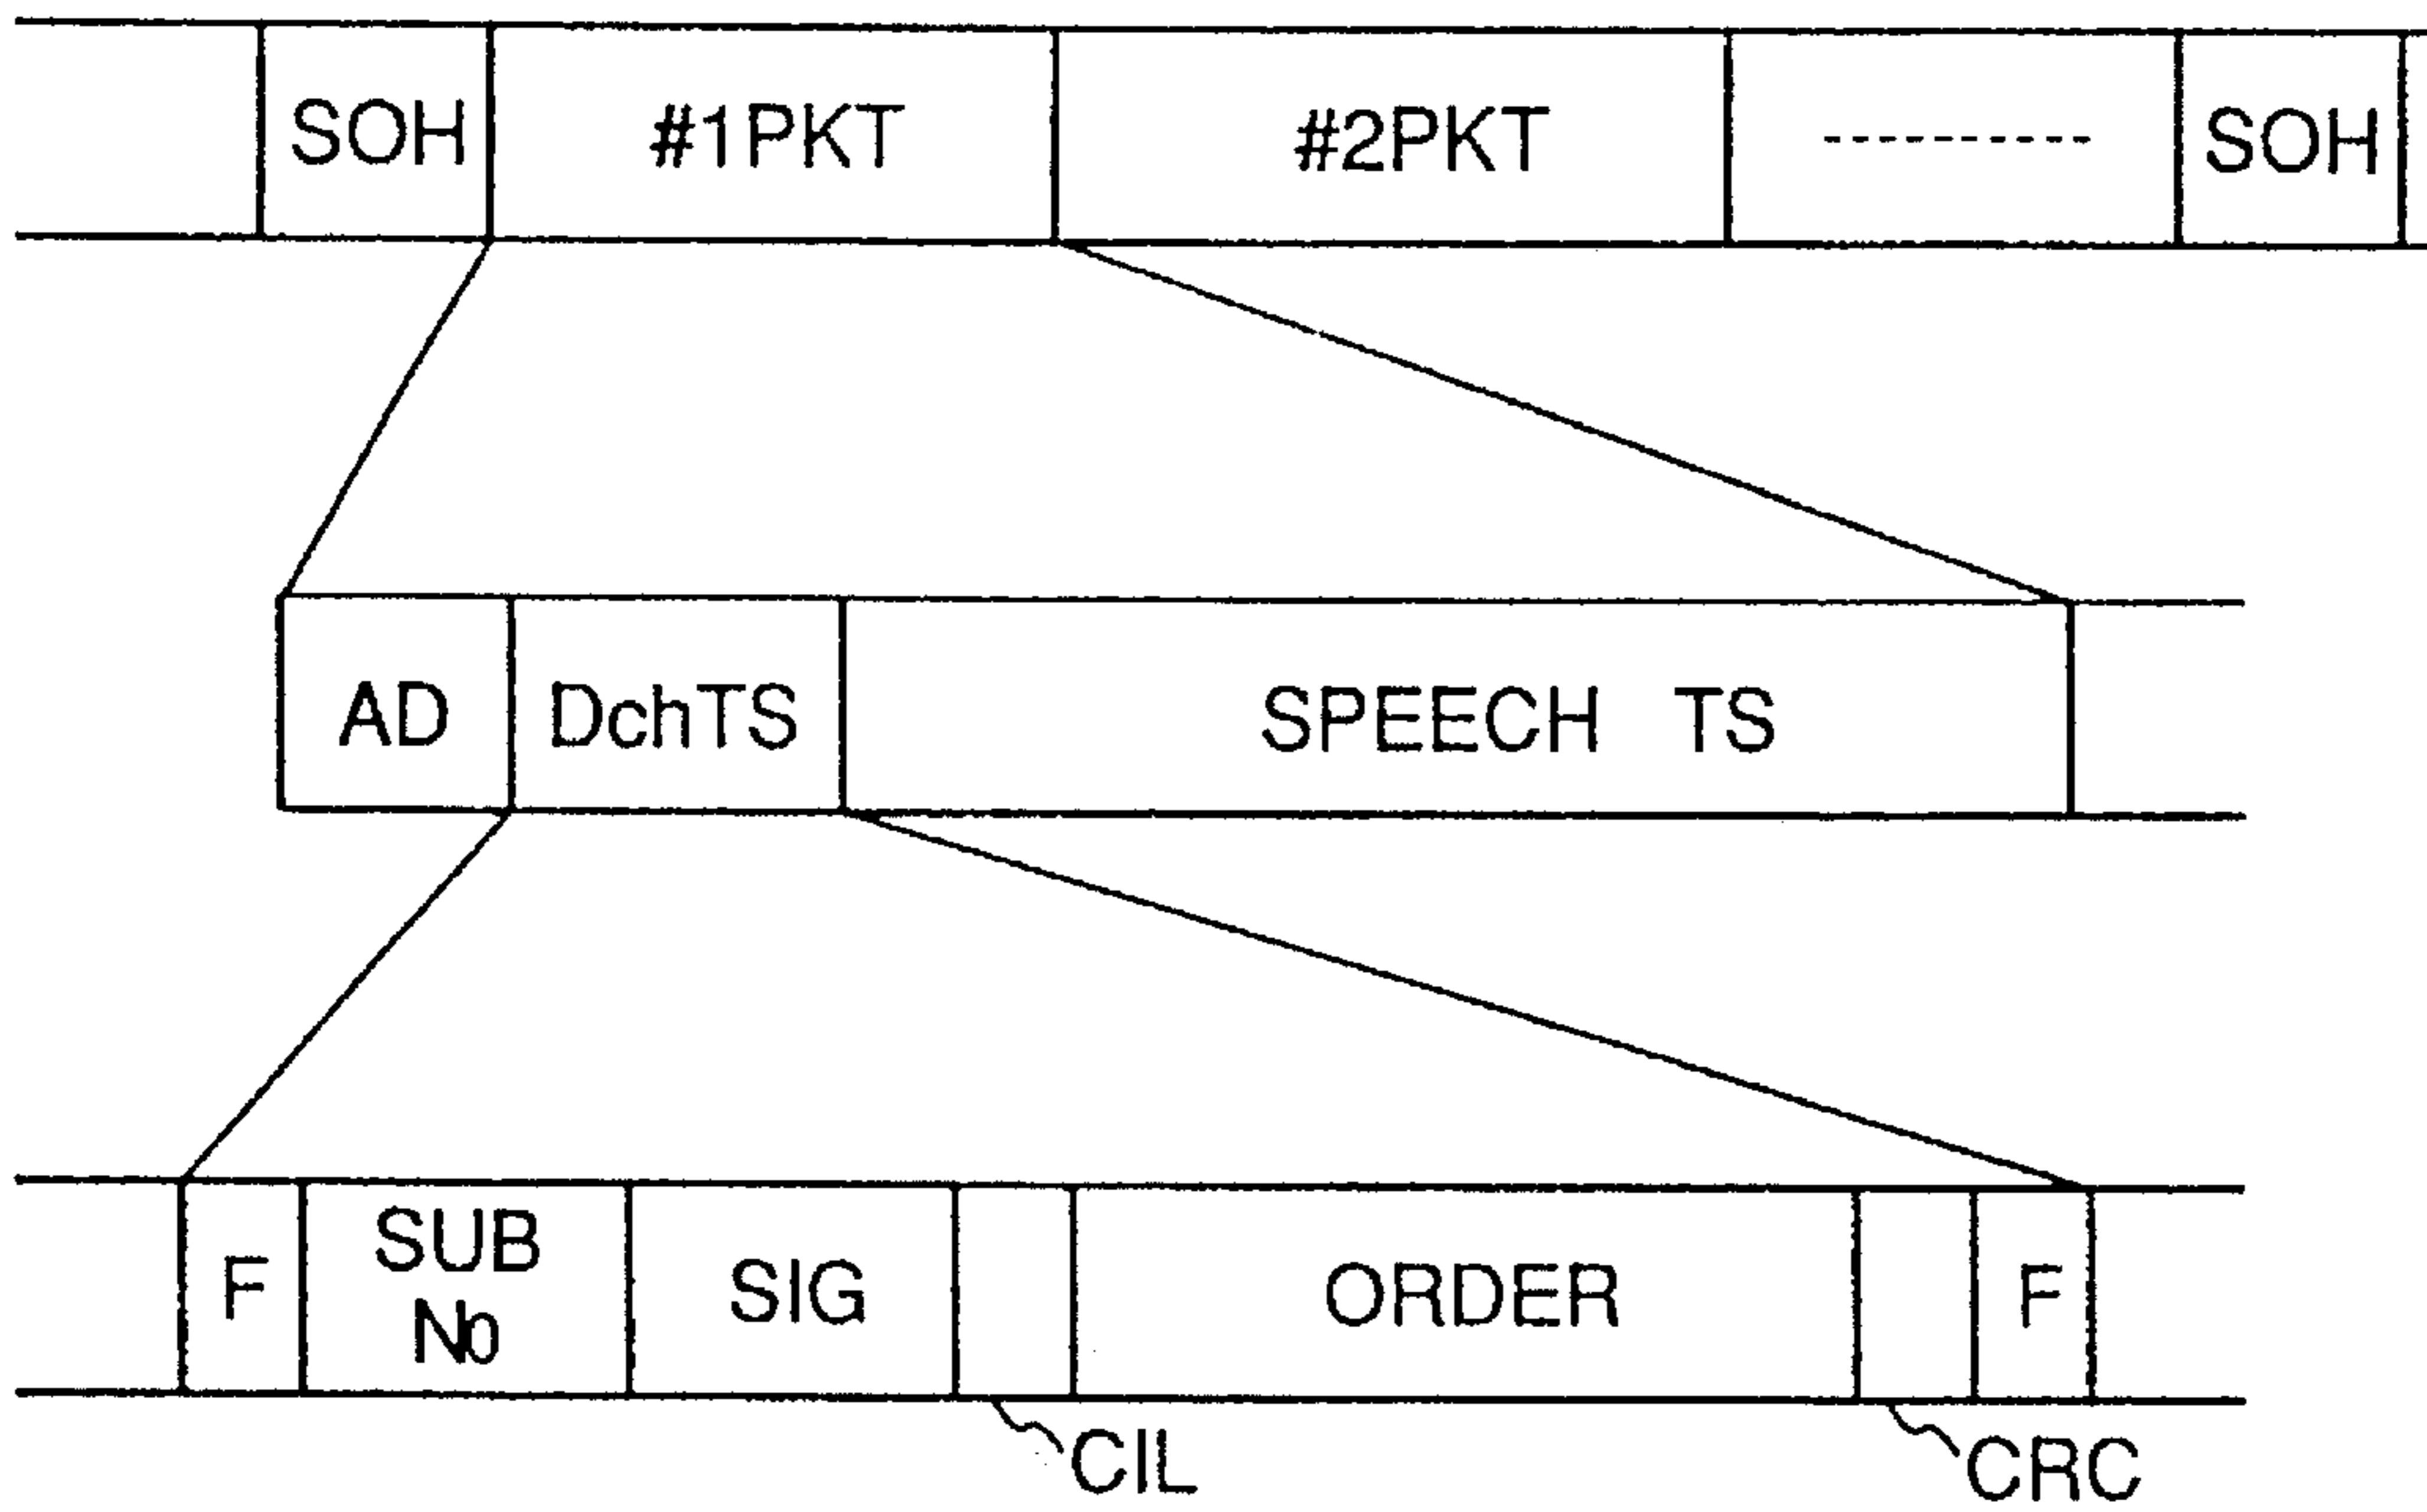 SOH #1PKT #2PKT --------- SOH
AD DchTS SPEECH TS
F SUB No SIG ORDER F
CIL CRC